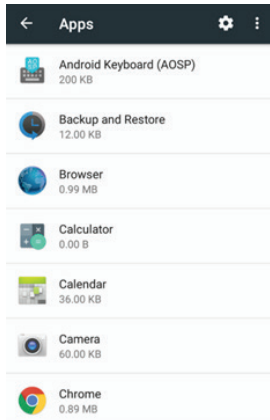 Apps
Android Keyboard (AOSP)
200 KB
Backup and Restore
12.00 KB
Browser
0.99 MB
Calculator
0.00 B
Calendar
36.00 KB
Camera
60.00 KB
Chrome
0.89 MB